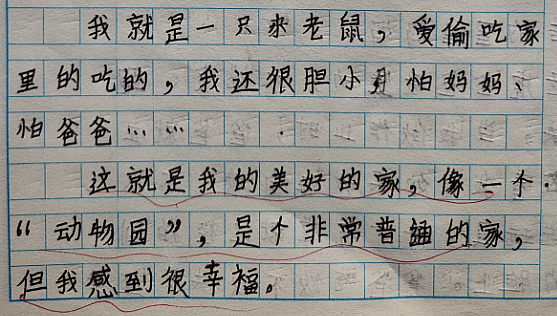 我就是一只米老鼠，爱偷吃家
里的吃的，我还很胆小，怕妈妈、
怕爸爸……
这就是我的美好的家，像一个
“动物园”，是个非常普通的家，
但我感到很幸福。